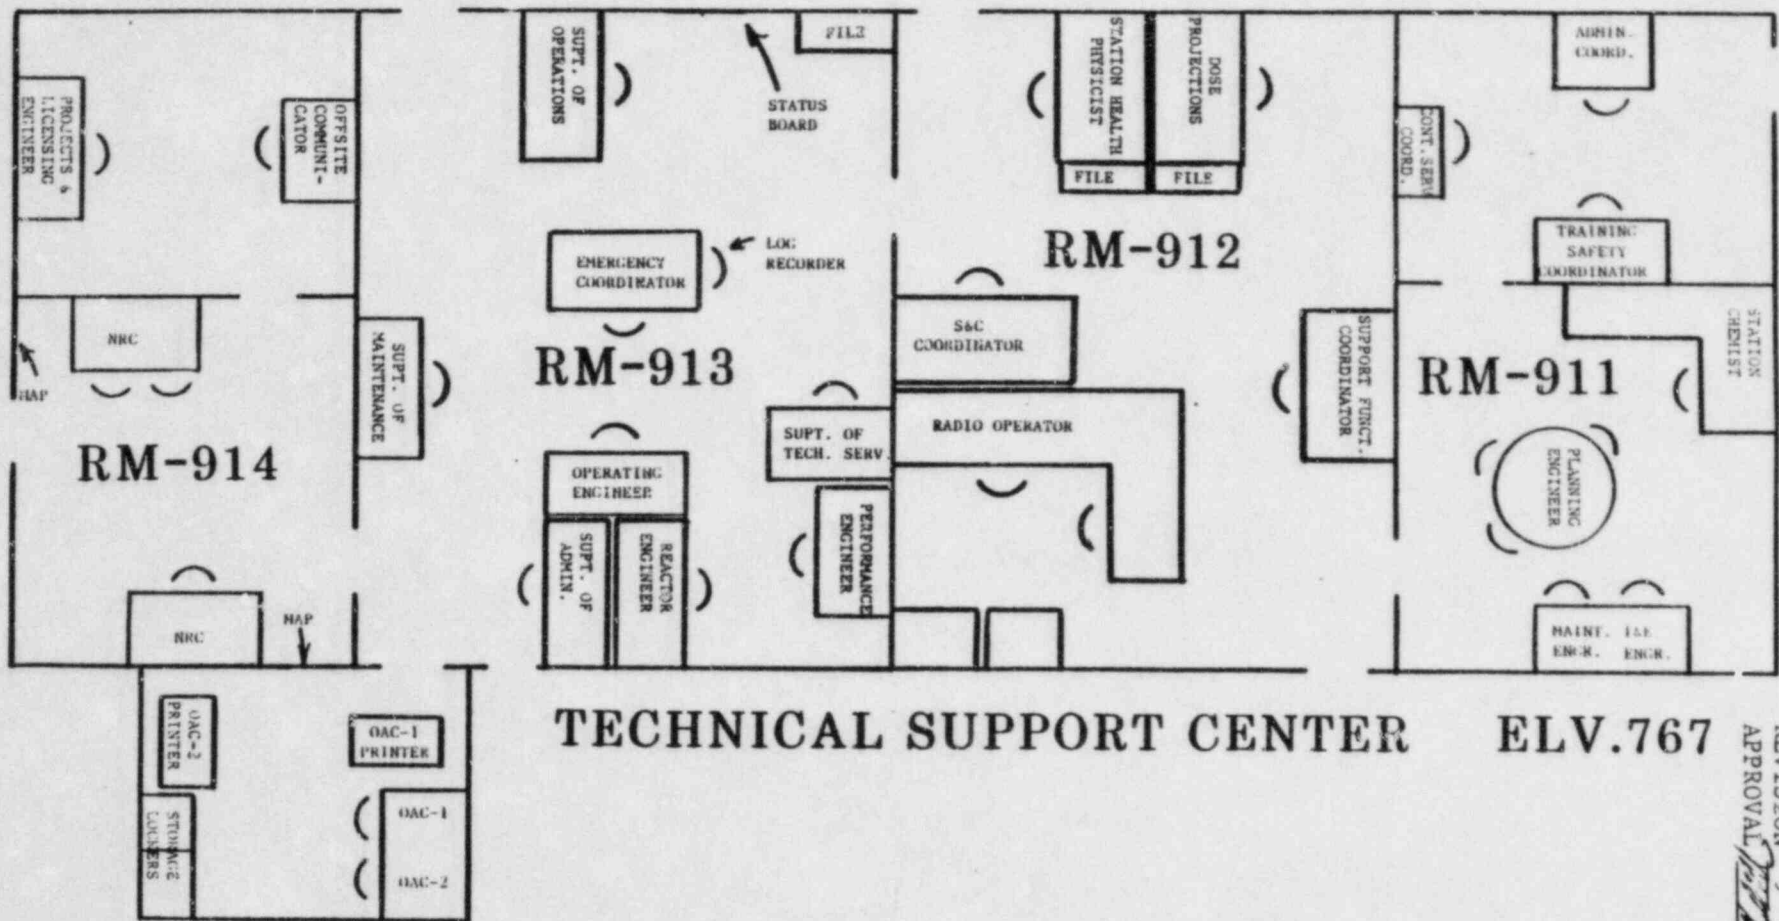 PROJECTS &
LICENSING
ENGINEER
OFFSITE
COMMUNI-
CATOR
NRC
MAP
RM-914
NRC
MAP
SUPT. OF
MAINTENANCE
SUPT. OF
OPERATIONS
STATUS
BOARD
FILE
EMERGENCY
COORDINATOR
LOG
RECORDER
RM-913
OPERATING
ENGINEER
SUPT. OF
ADMIN.
REACTOR
ENGINEER
SUPT. OF
TECH. SERV.
PERFORMANCE
ENGINEER
STATION HEALTH
PHYSICIST
DOSE
PROJECTIONS
FILE
FILE
RM-912
S&C
COORDINATOR
RADIO OPERATOR
SUPPORT FUNCT.
COORDINATOR
ADMIN.
COORD.
CONT.SERV
COORD.
TRAINING
SAFETY
COORDINATOR
STATION
CHEMIST
RM-911
PLANNING
ENGINEER
MAINT.
ENGR.
I&E
ENGR.
OAC-2
PRINTER
OAC-1
PRINTER
STORAGE
LOCKERS
OAC-1
OAC-2
TECHNICAL SUPPORT CENTER
ELV.767
APPROVAL